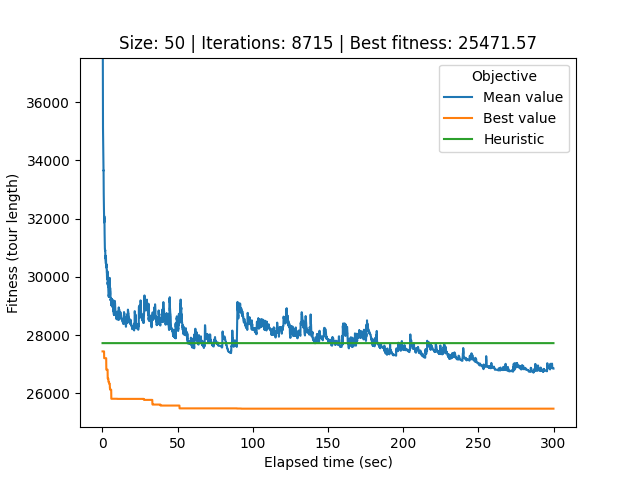 Size: 50 | Iterations: 8715 | Best fitness: 25471.57
Objective
Mean value
Best value
Heuristic
Fitness (tour length)
36000
34000
32000
30000
28000
26000
0 50 100 150 200 250 300
Elapsed time (sec)